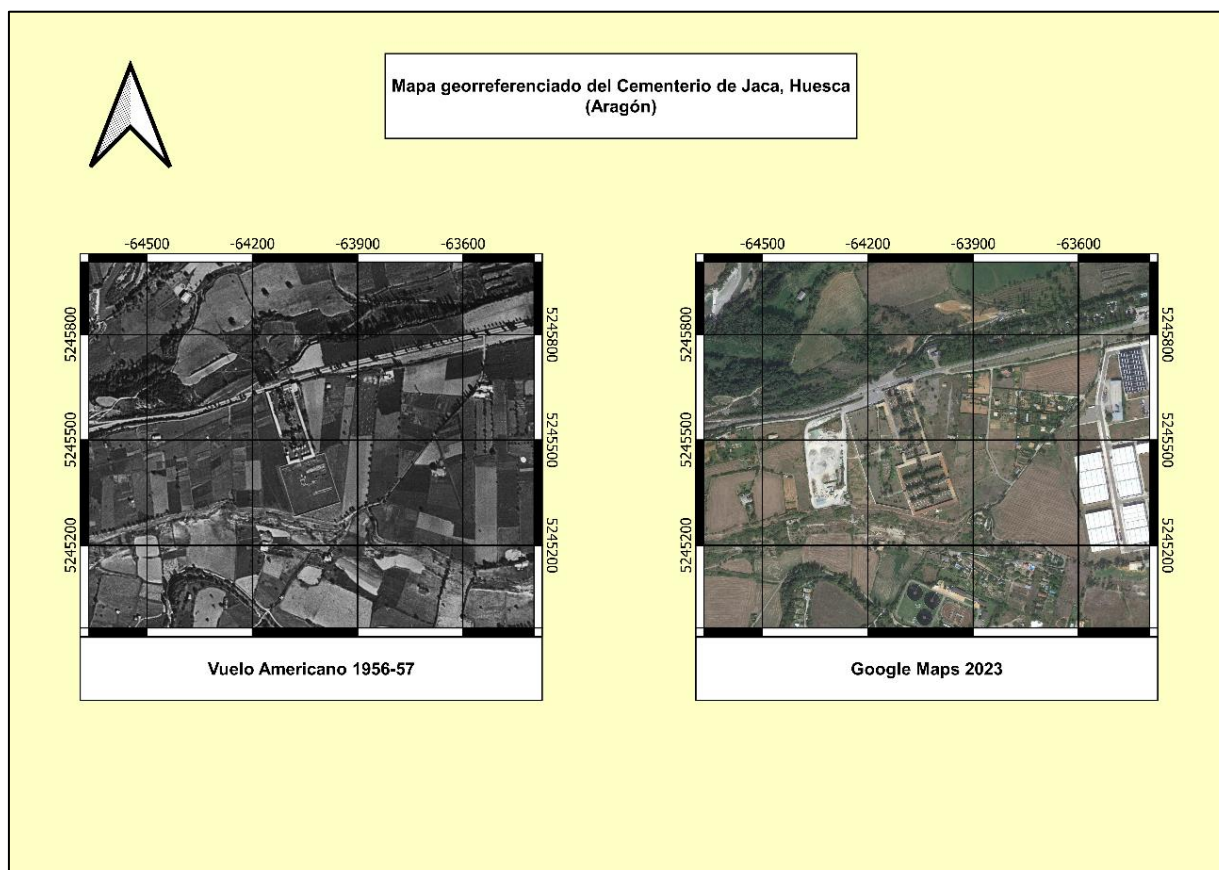 Mapa georreferenciado del Cementerio de Jaca, Huesca
(Aragón)
-64500 -64200 -63900 -63600
5245800 5245800
5245500 5245500
5245200 5245200
Vuelo Americano 1956-57
-64500 -64200 -63900 -63600
5245800 5245800
5245500 5245500
5245200 5245200
Google Maps 2023